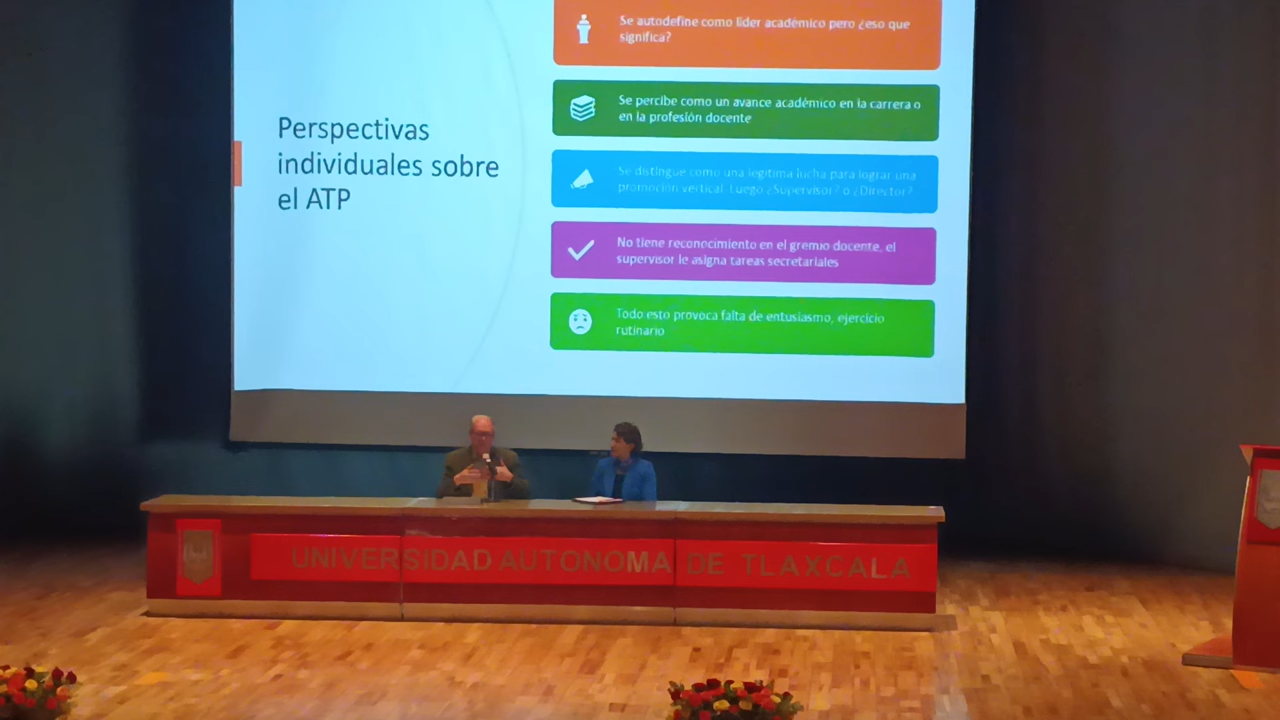 Perspectivas
individuales sobre
el ATP
Se autodefine como líder académico pero ¿eso que
significa?
Se percibe como un avance académico en la carrera o
en la profesión docente
Se distingue como una legítima lucha para lograr una
promoción vertical. Luego ¿Supervisor? o ¿Director?
No tiene reconocimiento en el gremio docente, el
supervisor le asigna tareas secretariales
Todo esto provoca falta de entusiasmo, ejercicio
rutinario
UNIVERSIDAD AUTONOMA DE TLAXCALA